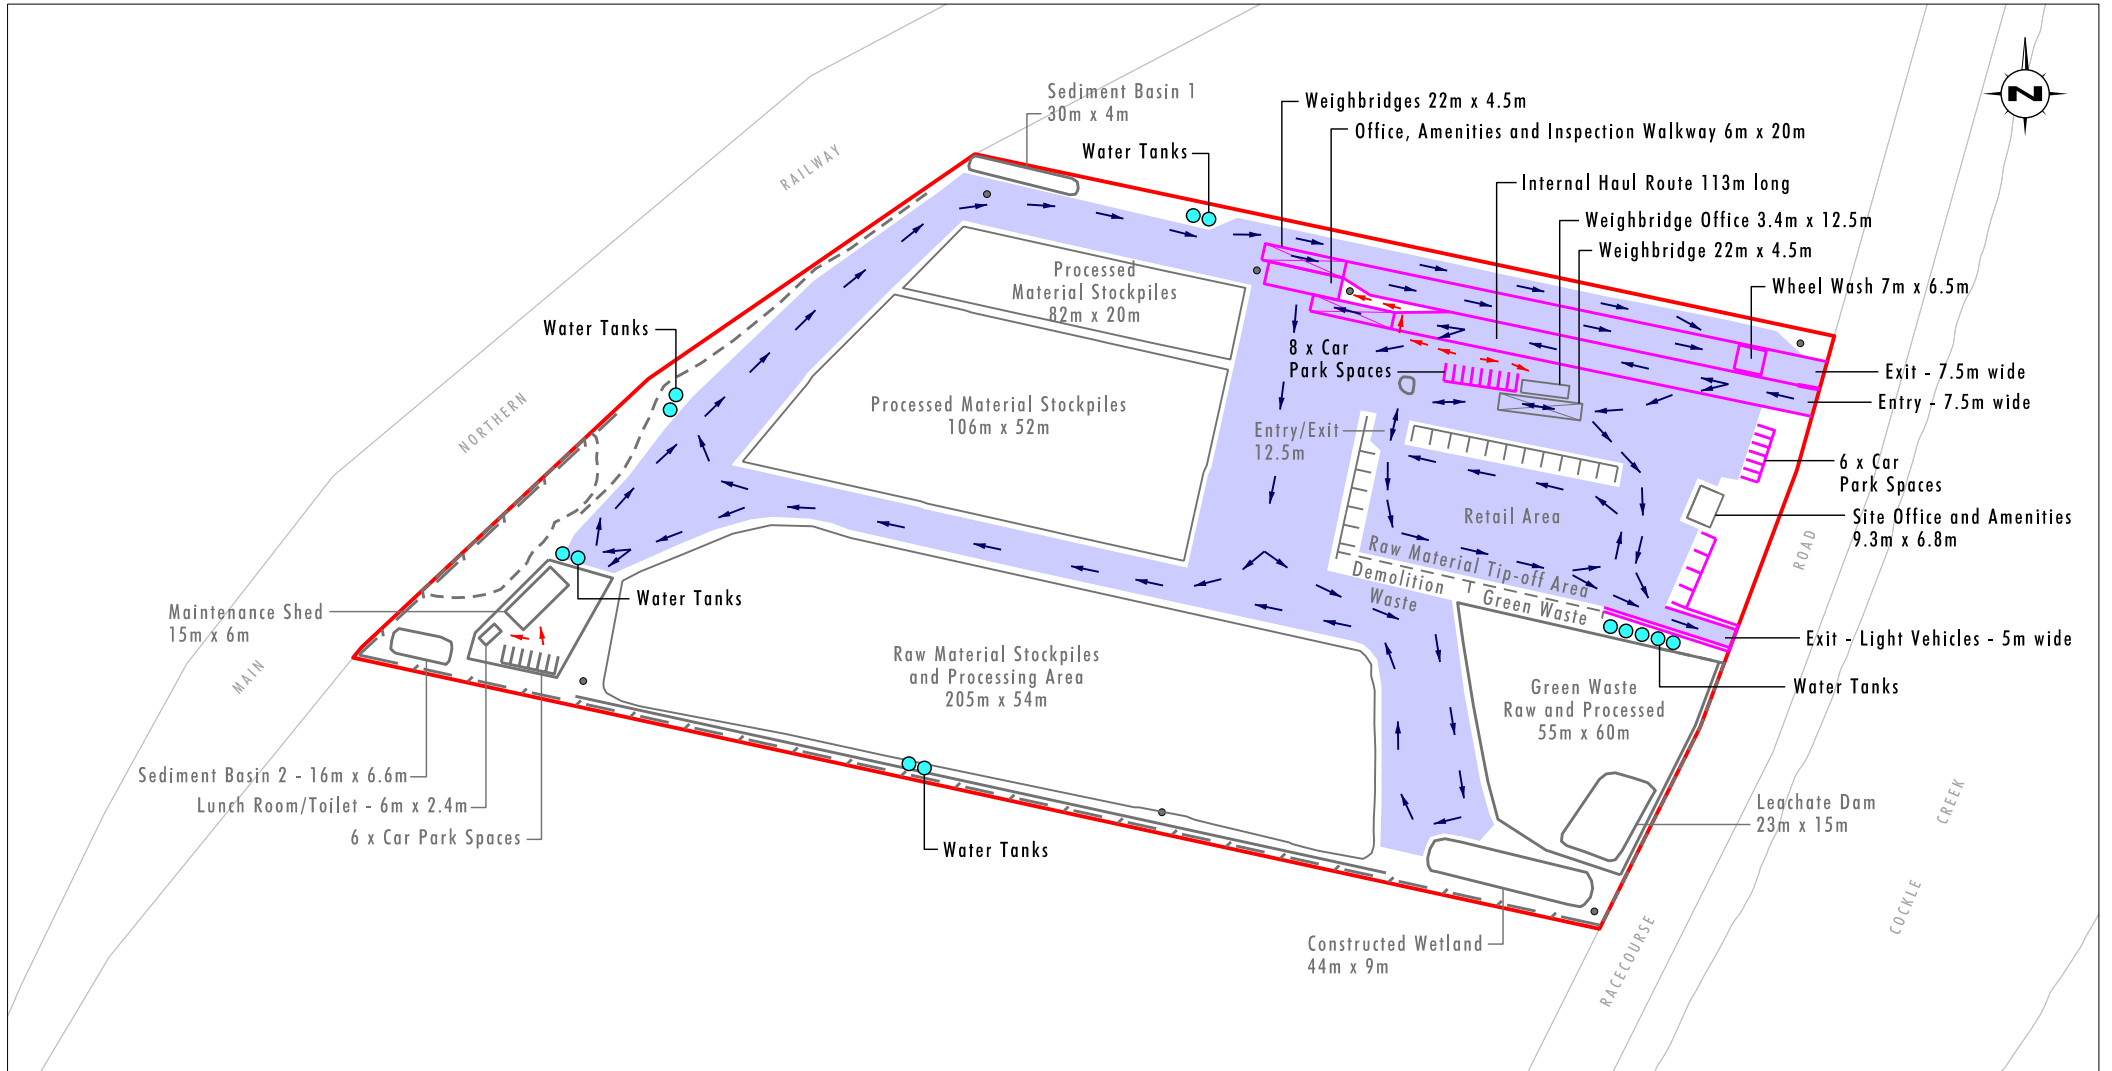 Sediment Basin 1
30m x 4m
Weighbridges 22m x 4.5m
Office, Amenities and Inspection Walkway 6m x 20m
Water Tanks
Internal Haul Route 113m long
Weighbridge Office 3.4m x 12.5m
Weighbridge 22m x 4.5m
Wheel Wash 7m x 6.5m
N
RAILWAY
Processed
Material Stockpiles
82m x 20m
Water Tanks
8 x Car
Park Spaces
Exit - 7.5m wide
Entry - 7.5m wide
NORTHERN
Processed Material Stockpiles
106m x 52m
Entry/Exit
12.5m
6 x Car
Park Spaces
Retail Area
Site Office and Amenities
9.3m x 6.8m
ROAD
Raw Material Tip-off Area
Demolition
Waste
Green Waste
Maintenance Shed
15m x 6m
Water Tanks
Exit - Light Vehicles - 5m wide
MAIN
Raw Material Stockpiles
and Processing Area
205m x 54m
Green Waste
Raw and Processed
55m x 60m
Water Tanks
Sediment Basin 2 - 16m x 6.6m
Lunch Room/Toilet - 6m x 2.4m
6 x Car Park Spaces
Water Tanks
Leachate Dam
23m x 15m
CREEK
COCKLE
Constructed Wetland
44m x 9m
RACECOURSE